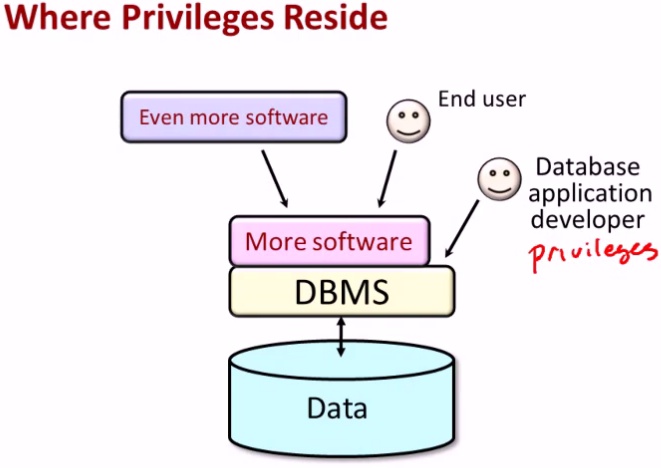 Where Privileges Reside
Even more software
End user
Database
application
developer
privileges
More software
DBMS
Data